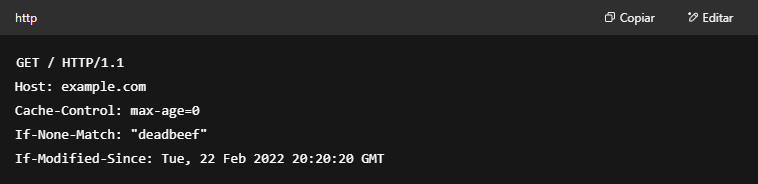 http Copiar Editar
GET / HTTP/1.1
Host: example.com
Cache-Control: max-age=0
If-None-Match: "deadbeef"
If-Modified-Since: Tue, 22 Feb 2022 20:20:20 GMT